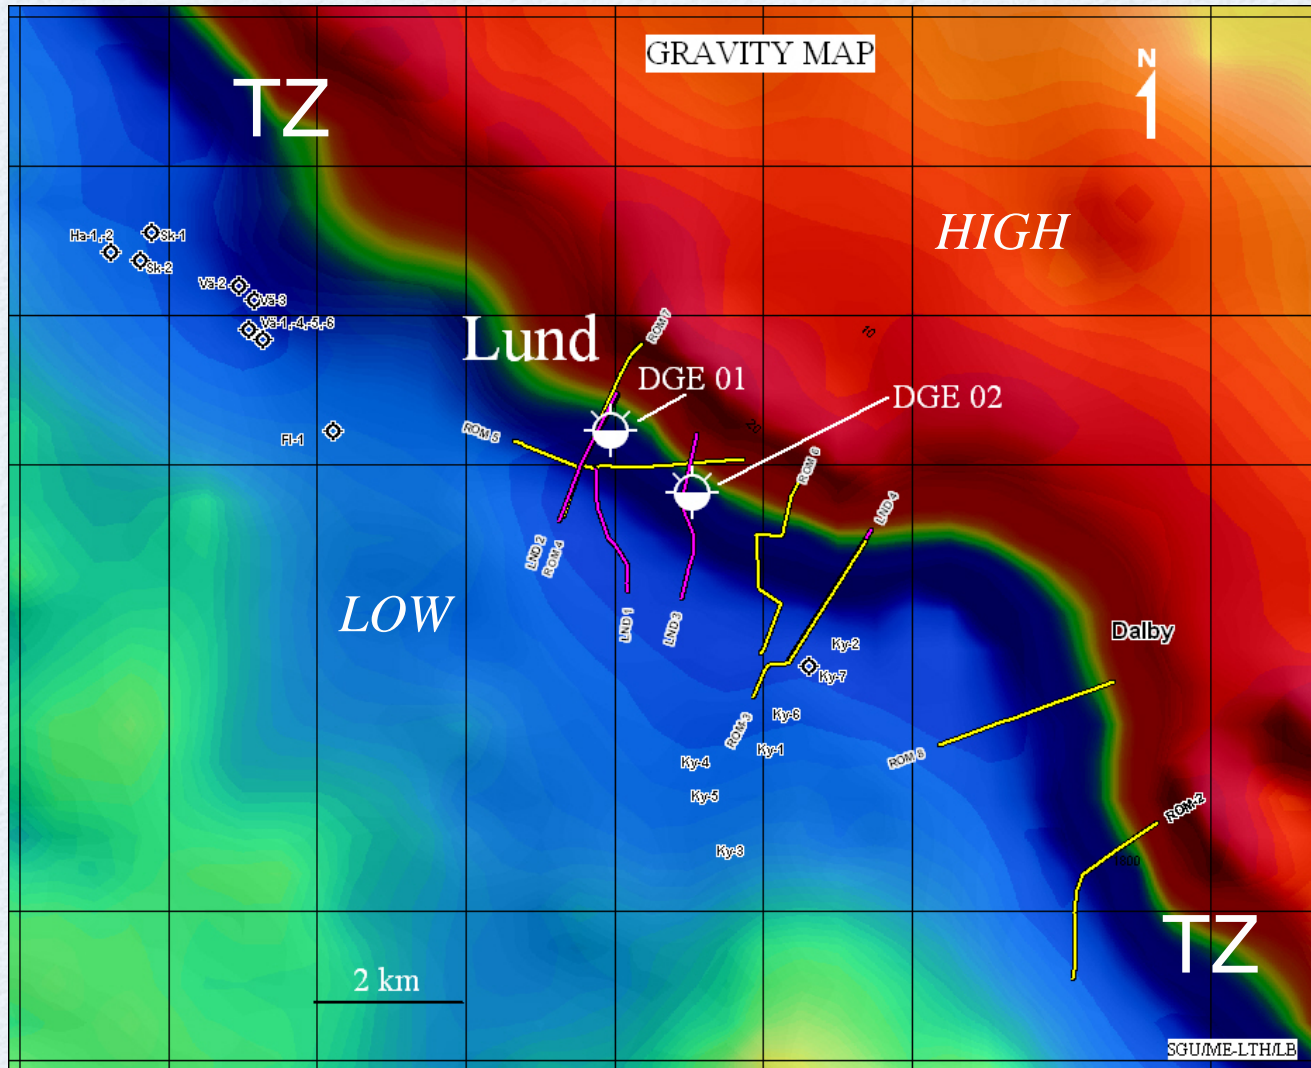 GRAVITY MAP
N
TZ
HIGH
Ha-1,-2
Sk-1
Sk-2
Vä-2
Vä-3
Vä-1,-4,-5,-6
Lund
ROM 7
10
DGE 01
DGE 02
20
Fl-1
ROM 5
ROM 6
LND 4
LND 2
ROM 4
LOW
LND 1
LND 3
Dalby
Ky-2
Ky-7
Ky-6
ROM-3
Ky-1
Ky-4
ROM 8
Ky-5
ROM-2
Ky-3
1800
TZ
2 km
SGU/ME-LTH/LB